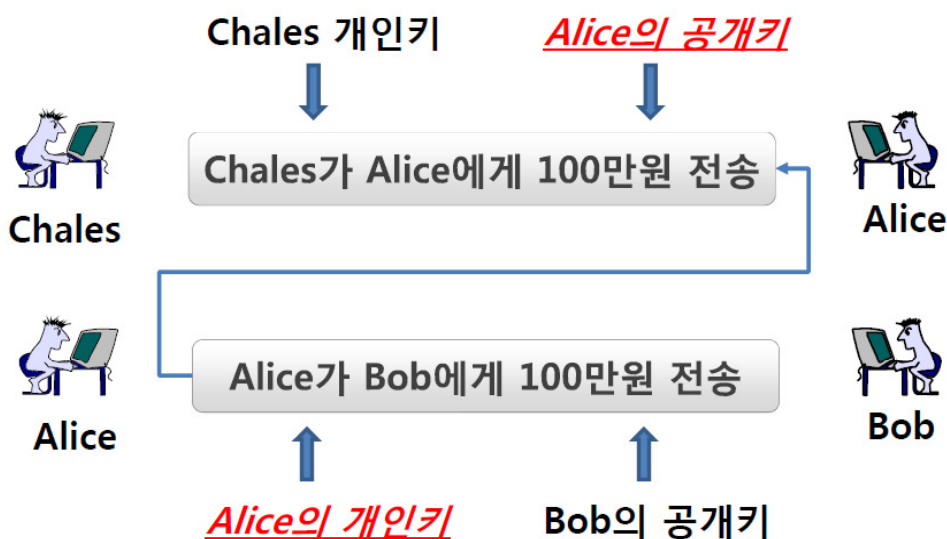 Chales 개인키
Alice의 공개키
Chales가 Alice에게 100만원 전송
Chales
Alice
Alice가 Bob에게 100만원 전송
Alice
Bob
Alice의 개인키
Bob의 공개키